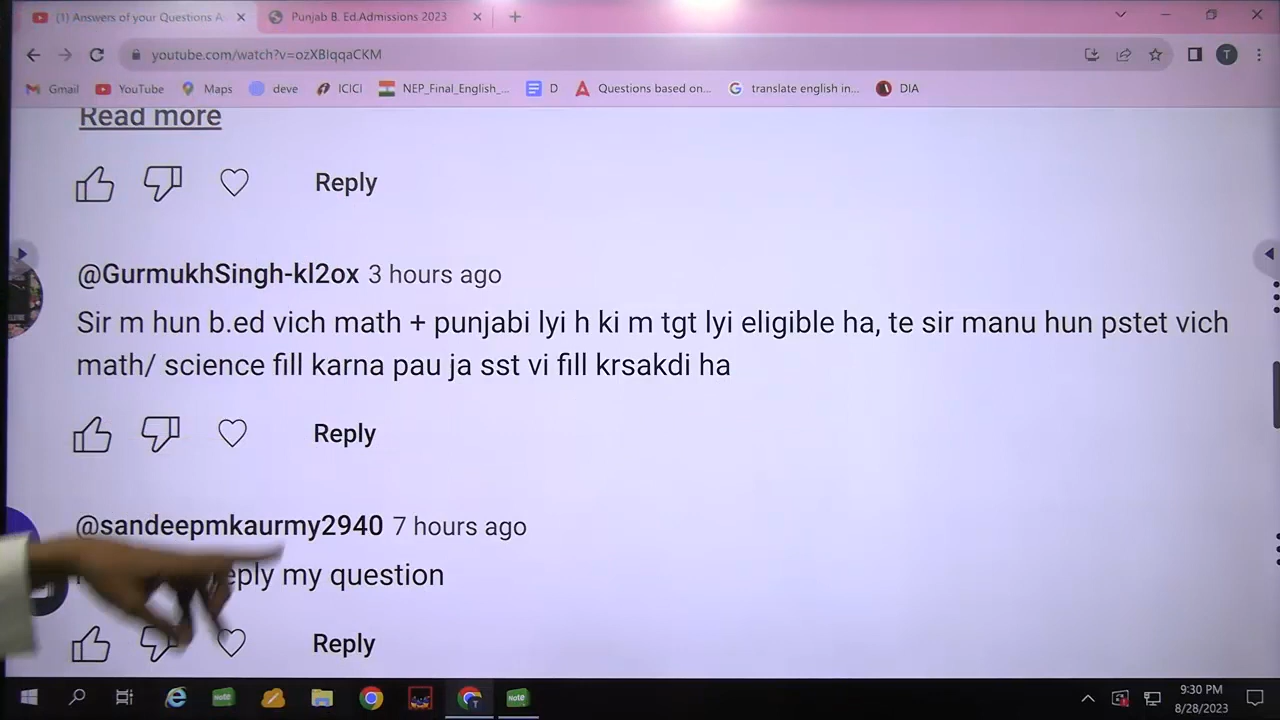 (1) Answers of your Questions A
Punjab B. Ed.Admissions 2023
youtube.com/watch?v=ozXBIqqaCKM
T
Gmail
YouTube
Maps
deve
ICICI
NEP_Final_English_...
D
Questions based on...
translate english in...
DIA
Read more
Reply
@GurmukhSingh-kl2ox 3 hours ago
Sir m hun b.ed vich math + punjabi lyi h ki m tgt lyi eligible ha, te sir manu hun pstet vich
math/ science fill karna pau ja sst vi fill krsakdi ha
Reply
@sandeepmkaurmy2940 7 hours ago
my question
Reply
Note
Note
9:30 PM
8/28/2023